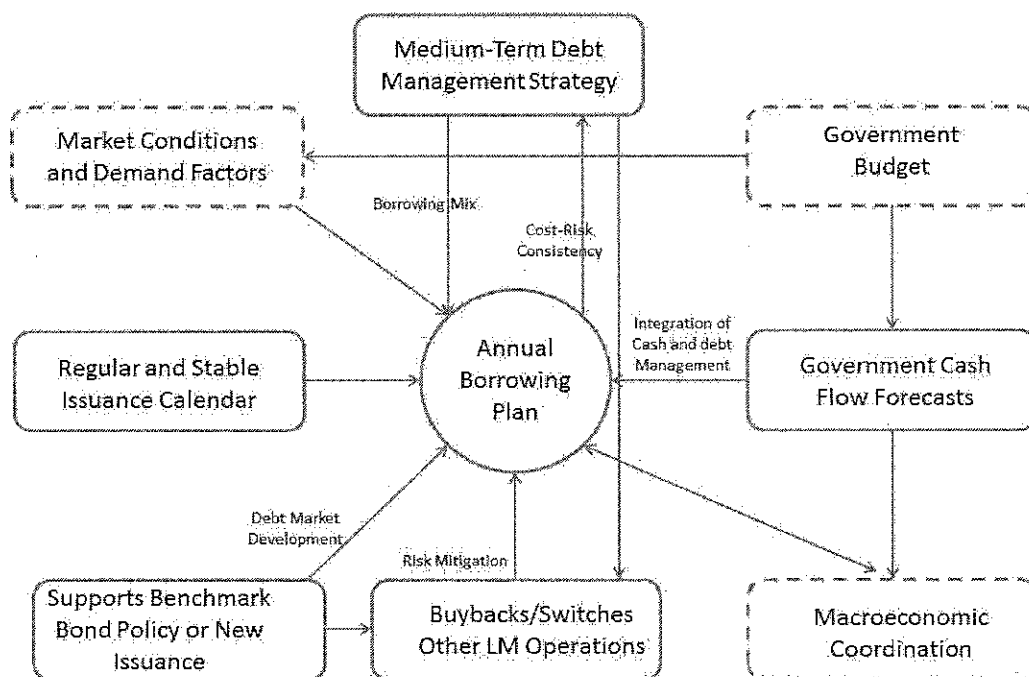 Medium-Term Debt
Management Strategy
Market Conditions
and Demand Factors
Government
Budget
Borrowing Mix
Cost-Risk
Consistency
Annual
Borrowing
Plan
Integration of
Cash and debt
Management
Regular and Stable
Issuance Calendar
Government Cash
Flow Forecasts
Debt Market
Development
Risk Mitigation
Supports Benchmark
Bond Policy or New
Issuance
Buybacks/Switches
Other LM Operations
Macroeconomic
Coordination